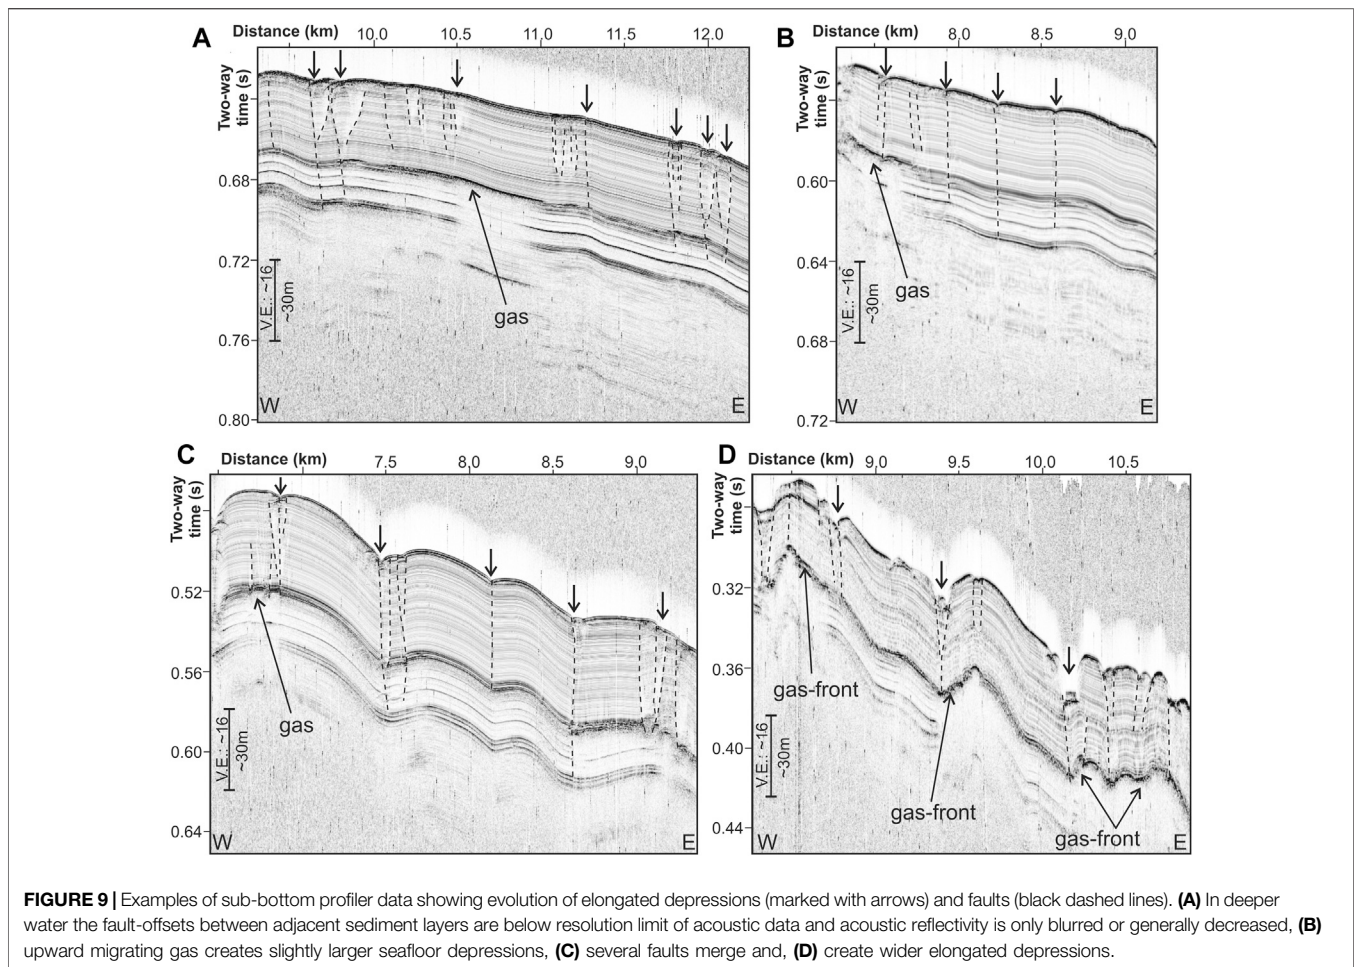 A
Distance (km) 10.0 10.5 11.0 11.5 12.0
Two-way
time (s)
0.68
0.72
0.76
0.80
V.E.: ~16
~30m
gas
W E
B
Distance (km) 8.0 8.5 9.0
Two-way
time (s)
0.60
0.64
0.68
0.72
V.E.: ~16
~30m
gas
W E
C
Distance (km) 7.5 8.0 8.5 9.0
Two-way
time (s)
0.52
0.56
0.60
0.64
V.E.: ~16
~30m
gas
W E
D
Distance (km) 9.0 9.5 10.0 10.5
Two-way
time (s)
0.32
0.36
0.40
0.44
V.E.: ~16
~30m
gas-front
gas-front
gas-front
W E
FIGURE 9 | Examples of sub-bottom profiler data showing evolution of elongated depressions (marked with arrows) and faults (black dashed lines). (A) In deeper
water the fault-offsets between adjacent sediment layers are below resolution limit of acoustic data and acoustic reflectivity is only blurred or generally decreased, (B)
upward migrating gas creates slightly larger seafloor depressions, (C) several faults merge and, (D) create wider elongated depressions.